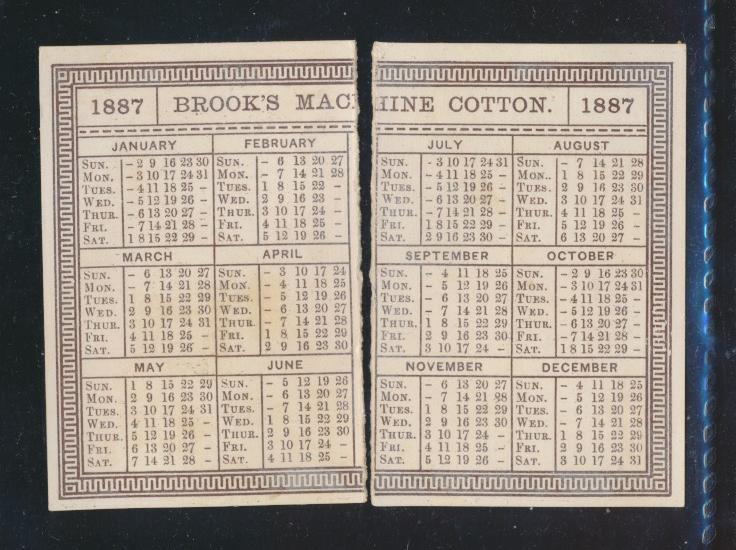 1887 BROOK'S MACHINE COTTON. 1887
JANUARY
SUN. - 2 9 16 23 30
MON. - 3 10 17 24 31
TUES. - 4 11 18 25 -
WED. - 5 12 19 26 -
THUR. - 6 13 20 27 -
FRI. - 7 14 21 28 -
SAT. 1 8 15 22 29 -
FEBRUARY
SUN. - 6 13 20 27
MON. - 7 14 21 28
TUES. 1 8 15 22 -
WED. 2 9 16 23 -
THUR. 3 10 17 24 -
FRI. 4 11 18 25 -
SAT. 5 12 19 26 -
MARCH
SUN. - 6 13 20 27
MON. - 7 14 21 28
TUES. 1 8 15 22 29
WED. 2 9 16 23 30
THUR. 3 10 17 24 31
FRI. 4 11 18 25 -
SAT. 5 12 19 26 -
APRIL
SUN. - 3 10 17 24
MON. - 4 11 18 25
TUES. - 5 12 19 26
WED. - 6 13 20 27
THUR. - 7 14 21 28
FRI. 1 8 15 22 29
SAT. 2 9 16 23 30
MAY
SUN. 1 8 15 22 29
MON. 2 9 16 23 30
TUES. 3 10 17 24 31
WED. 4 11 18 25 -
THUR. 5 12 19 26 -
FRI. 6 13 20 27 -
SAT. 7 14 21 28 -
JUNE
SUN. - 5 12 19 26
MON. - 6 13 20 27
TUES. - 7 14 21 28
WED. 1 8 15 22 29
THUR. 2 9 16 23 30
FRI. 3 10 17 24 -
SAT. 4 11 18 25 -
JULY
SUN. - 3 10 17 24 31
MON. - 4 11 18 25 -
TUES. - 5 12 19 26 -
WED. - 6 13 20 27 -
THUR. - 7 14 21 28 -
FRI. 1 8 15 22 29 -
SAT. 2 9 16 23 30 -
AUGUST
SUN. - 7 14 21 28
MON.. 1 8 15 22 29
TUES. 2 9 16 23 30
WED. 3 10 17 24 31
THUR. 4 11 18 25 -
FRI. 5 12 19 26 -
SAT. 6 13 20 27 -
SEPTEMBER
SUN. - 4 11 18 25
MON. - 5 12 19 26
TUES. - 6 13 20 27
WED. - 7 14 21 28
THUR. 1 8 15 22 29
FRI. 2 9 16 23 30
SAT. 3 10 17 24 -
OCTOBER
SUN. - 2 9 16 23 30
MON. - 3 10 17 24 31
TUES. - 4 11 18 25 -
WED. - 5 12 19 26 -
THUR. - 6 13 20 27 -
FRI. - 7 14 21 28 -
SAT. 1 8 15 22 29 -
NOVEMBER
SUN. - 6 13 20 27
MON. - 7 14 21 28
TUES. 1 8 15 22 29
WED. 2 9 16 23 30
THUR. 3 10 17 24 -
FRI. 4 11 18 25 -
SAT. 5 12 19 26 -
DECEMBER
SUN. - 4 11 18 25
MON. - 5 12 19 26
TUES. - 6 13 20 27
WED. - 7 14 21 28
THUR. 1 8 15 22 29
FRI. 2 9 16 23 30
SAT. 3 10 17 24 31